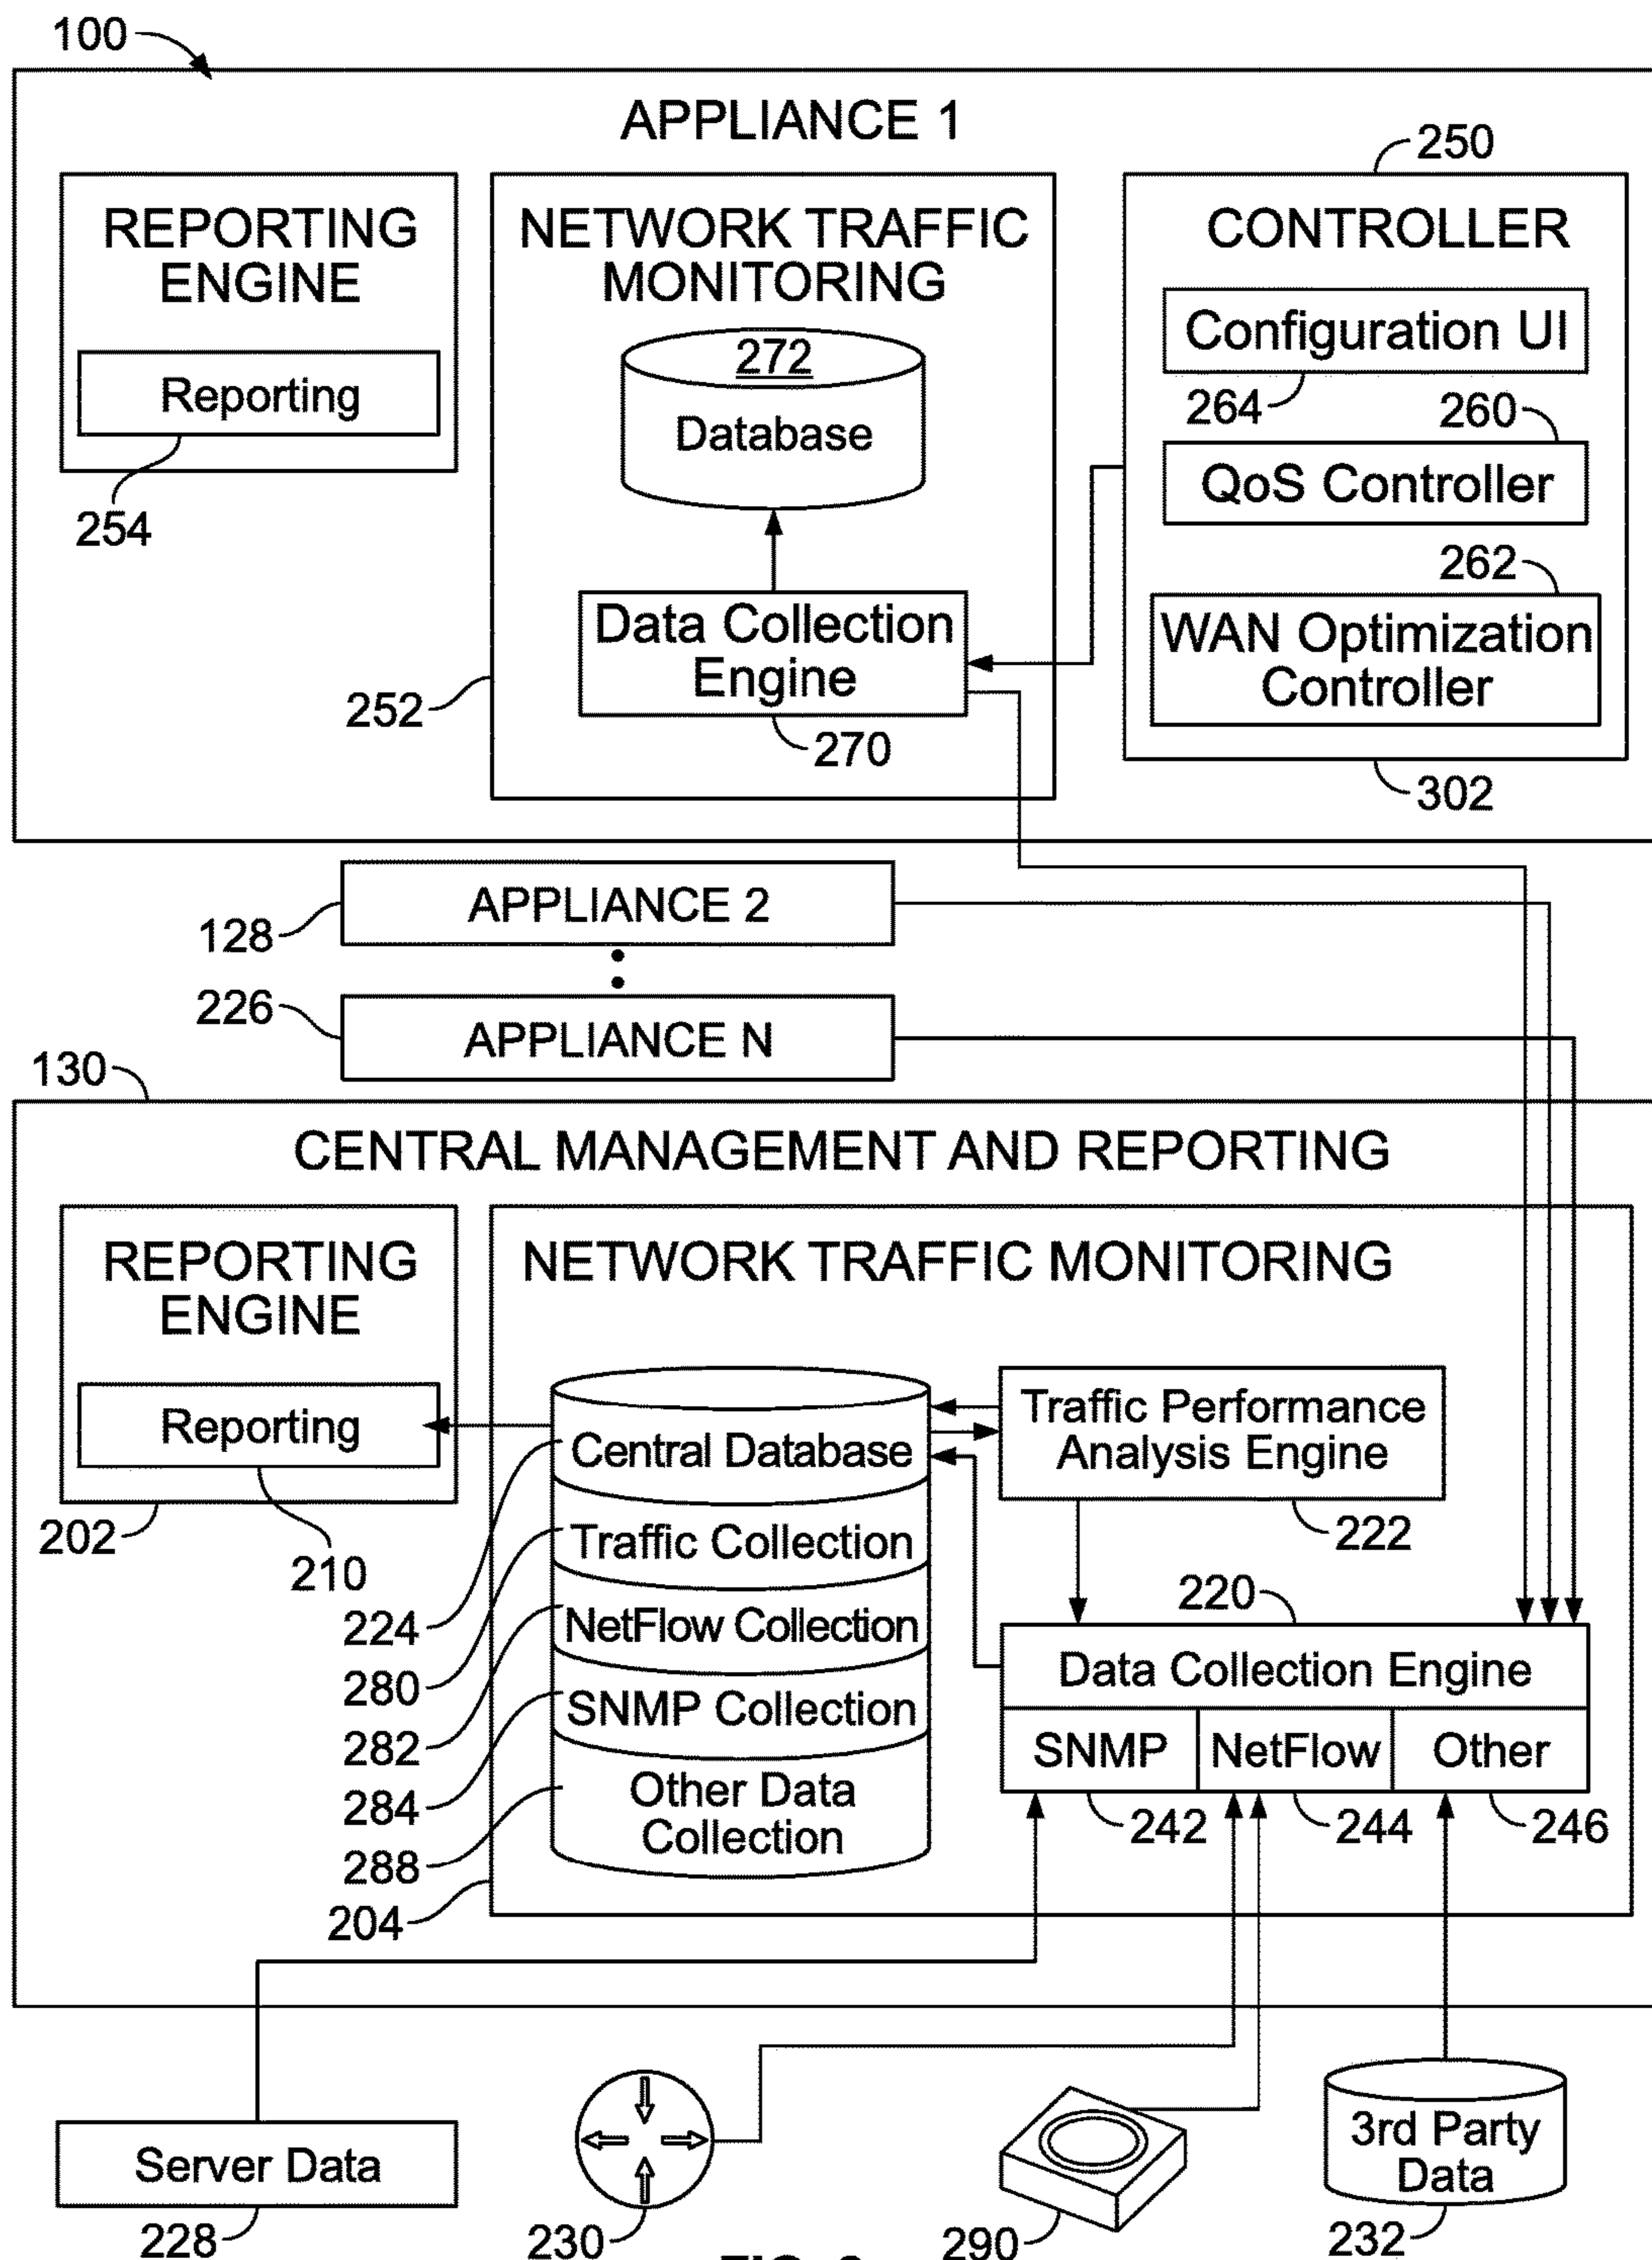 100
APPLIANCE 1
250
REPORTING
ENGINE
Reporting
254
NETWORK TRAFFIC
MONITORING
272
Database
Data Collection
Engine
252
270
CONTROLLER
Configuration UI
264
260
QoS Controller
262
WAN Optimization
Controller
302
APPLIANCE 2
128
226
APPLIANCE N
130
CENTRAL MANAGEMENT AND REPORTING
REPORTING
ENGINE
Reporting
202
210
NETWORK TRAFFIC MONITORING
Central Database
Traffic Collection
NetFlow Collection
SNMP Collection
Other Data
Collection
224
280
282
284
288
204
Traffic Performance
Analysis Engine
222
220
Data Collection Engine
SNMP
NetFlow
Other
242
244
246
Server Data
228
230
290
3rd Party
Data
232